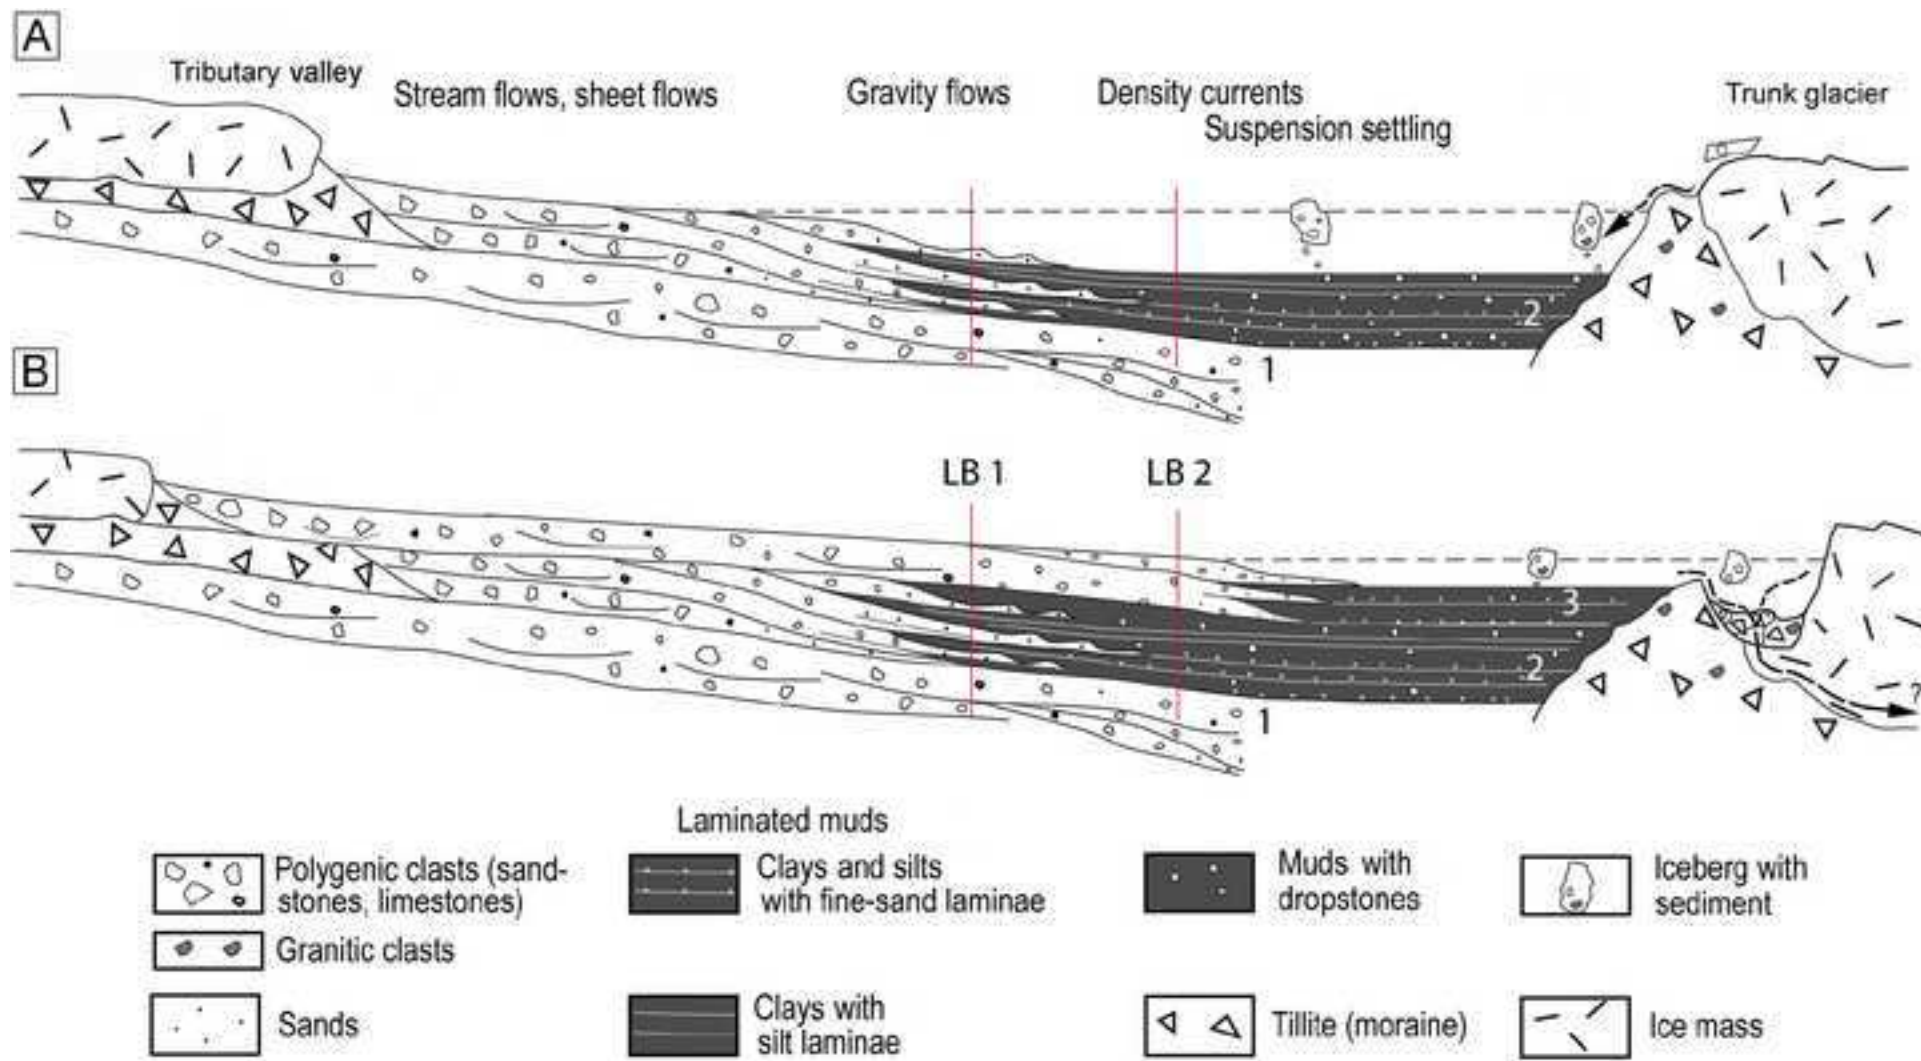 A
Tributary valley
Stream flows, sheet flows
Gravity flows
Density currents
Suspension settling
Trunk glacier
2
1
B
LB 1
LB 2
3
2
1
?
Laminated muds
Polygenic clasts (sand-
stones, limestones)
Clays and silts
with fine-sand laminae
Muds with
dropstones
Iceberg with
sediment
Granitic clasts
Sands
Clays with
silt laminae
Tillite (moraine)
Ice mass